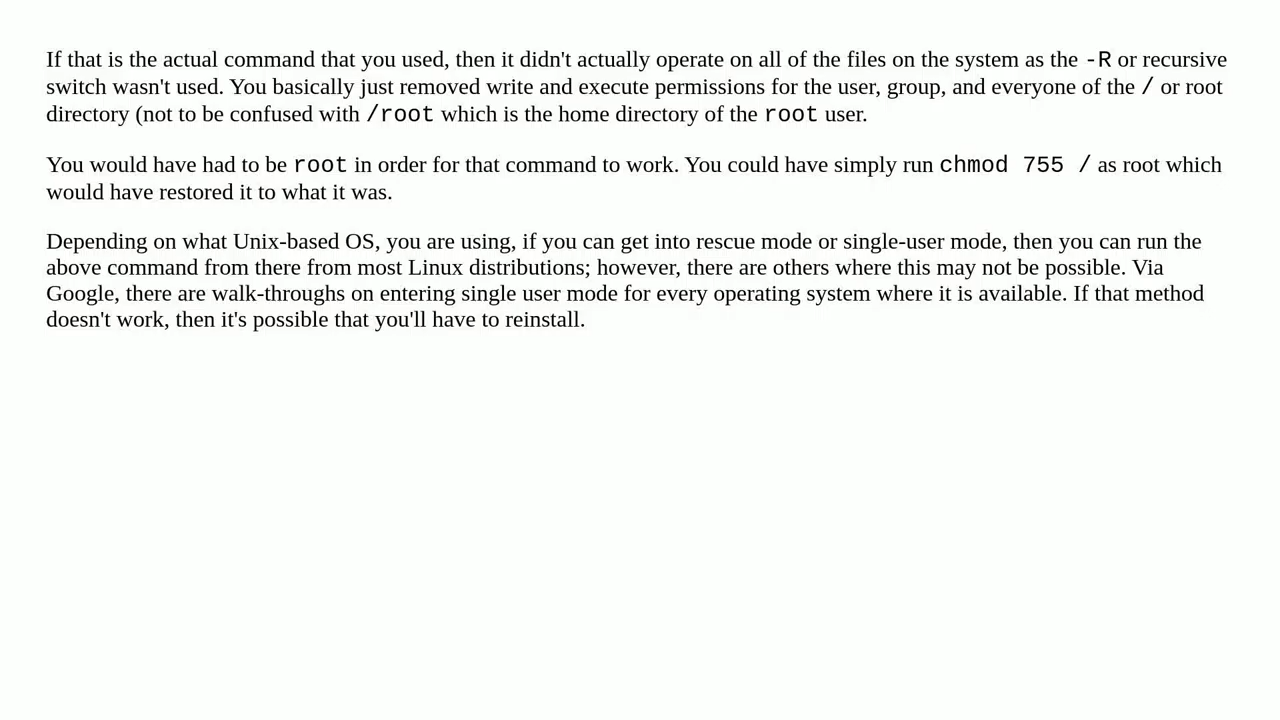 If that is the actual command that you used, then it didn't actually operate on all of the files on the system as the -R or recursive
switch wasn't used. You basically just removed write and execute permissions for the user, group, and everyone of the / or root
directory (not to be confused with /root which is the home directory of the root user.
You would have had to be root in order for that command to work. You could have simply run chmod 755 / as root which
would have restored it to what it was.
Depending on what Unix-based OS, you are using, if you can get into rescue mode or single-user mode, then you can run the
above command from there from most Linux distributions; however, there are others where this may not be possible. Via
Google, there are walk-throughs on entering single user mode for every operating system where it is available. If that method
doesn't work, then it's possible that you'll have to reinstall.